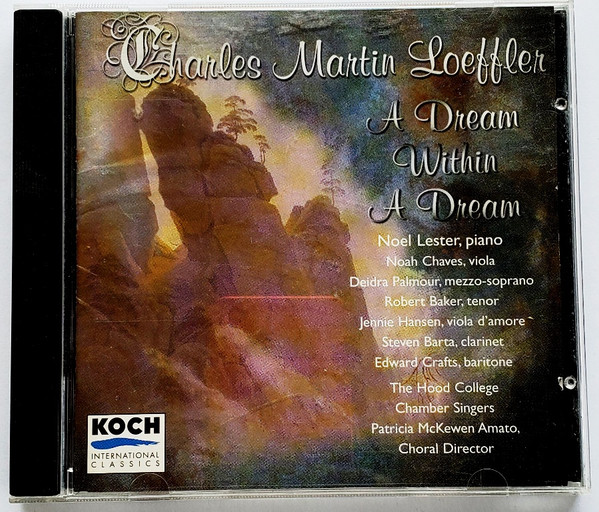 Charles Martin Loeffler
A Dream
Within
A Dream
Noel Lester, piano
Noah Chaves, viola
Deidra Palmour, mezzo-soprano
Robert Baker, tenor
Jennie Hansen, viola d'amore
Steven Barta, clarinet
Edward Crafts, baritone
The Hood College
Chamber Singers
Patricia McKewen Amato,
Choral Director
KOCH
INTERNATIONAL
CLASSICS